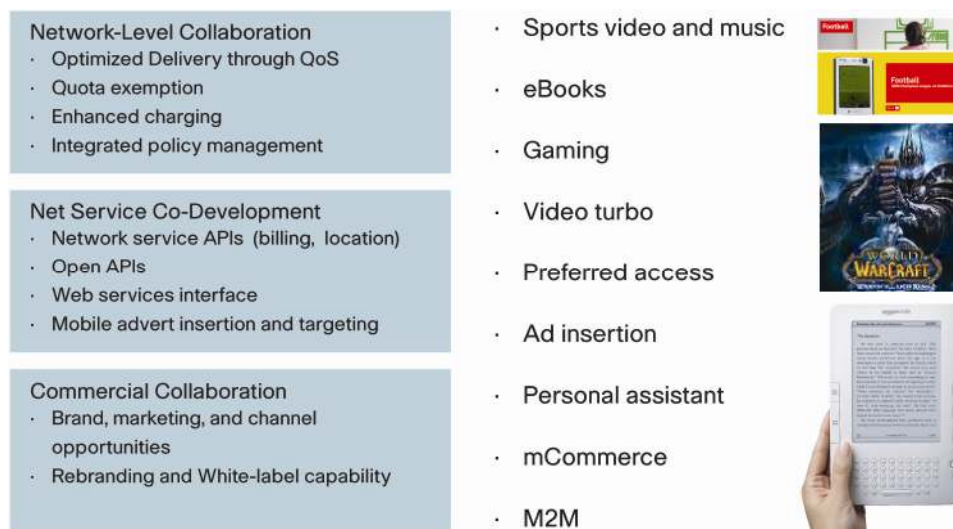 Network-Level Collaboration
· Optimized Delivery through QoS
· Quota exemption
· Enhanced charging
· Integrated policy management
Net Service Co-Development
· Network service APIs (billing, location)
· Open APIs
· Web services interface
· Mobile advert insertion and targeting
Commercial Collaboration
· Brand, marketing, and channel
opportunities
· Rebranding and White-label capability
· Sports video and music
· eBooks
· Gaming
· Video turbo
· Preferred access
· Ad insertion
· Personal assistant
· mCommerce
· M2M
Football
Football
WORLD
WARCRAFT